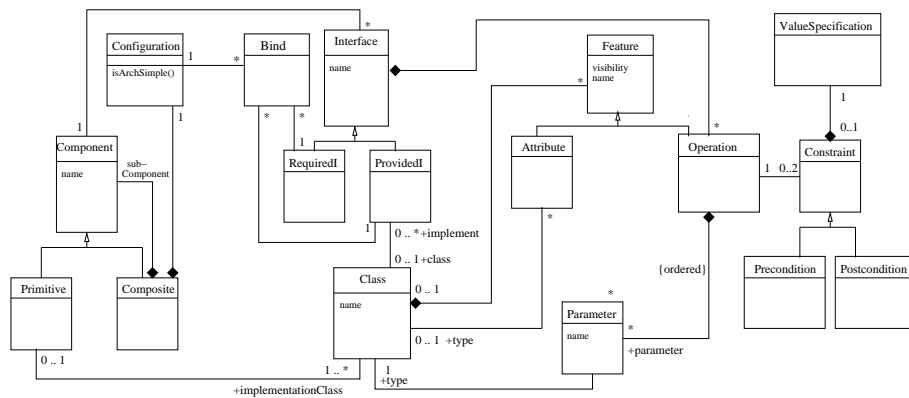 Configuration
isArchSimple()
1
*
Bind
*
Interface
name
Feature
visibility
name
*
ValueSpecification
1
0..1
1
*
*
1
1
Component
name
sub-
Component
RequiredI
ProvidedI
Attribute
*
*
Operation
1
0..2
Constraint
1
0 .. *
+implement
0 .. 1
+class
{ordered}
Precondition
Postcondition
Primitive
Composite
Class
name
0 .. 1
0 .. 1
+type
*
Parameter
name
*
+parameter
0 .. 1
1 .. *
+implementationClass
1
+type